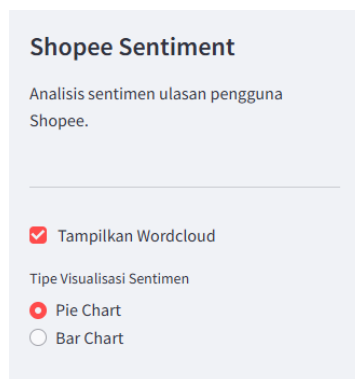 Shopee Sentiment
Analisis sentimen ulasan pengguna
Shopee.
Tampilkan Wordcloud
Tipe Visualisasi Sentimen
Pie Chart
Bar Chart